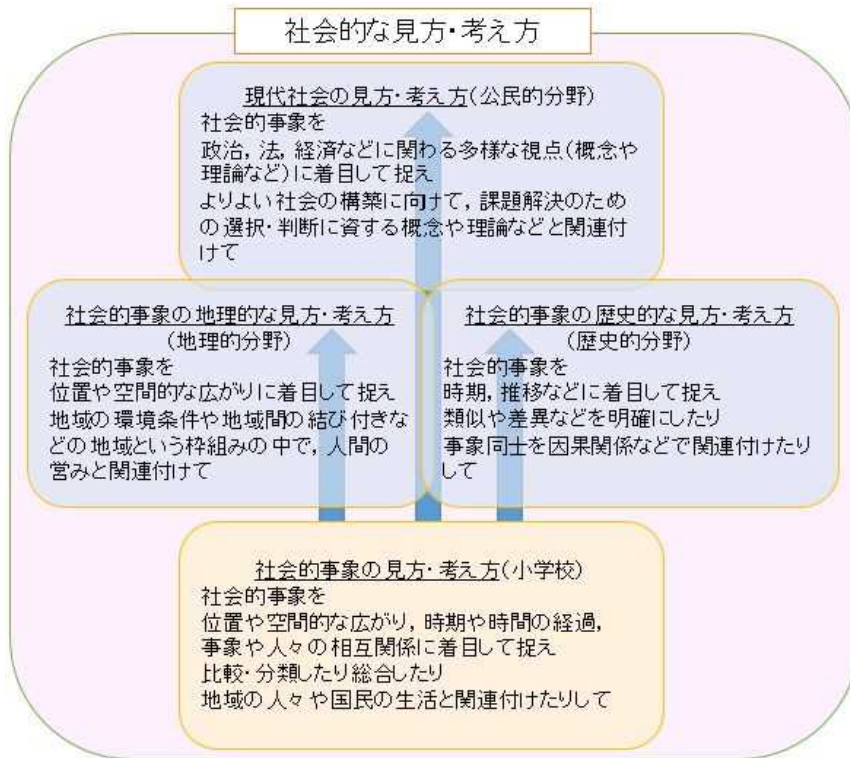 社会的な見方・考え方
現代社会の見方・考え方(公民的分野)
社会的事象を
政治，法，経済などに関わる多様な視点(概念や
理論など)に着目して捉え
よりよい社会の構築に向けて，課題解決のため
の選択・判断に資する概念や理論などと関連付
けて
社会的事象の地理的な見方・考え方
(地理的分野)
社会的事象を
位置や空間的な広がりに着目して捉え
地域の環境条件や地域間の結び付きな
どの地域という枠組みの中で，人間の
営みと関連付けて
社会的事象の歴史的な見方・考え方
(歴史的分野)
社会的事象を
時期，推移などに着目して捉え
類似や差異などを明確にしたり
事象同士を因果関係などで関連付けたり
して
社会的事象の見方・考え方(小学校)
社会的事象を
位置や空間的な広がり，時期や時間の経過，
事象や人々の相互関係に着目して捉え
比較・分類したり総合したり
地域の人々や国民の生活と関連付けたりして